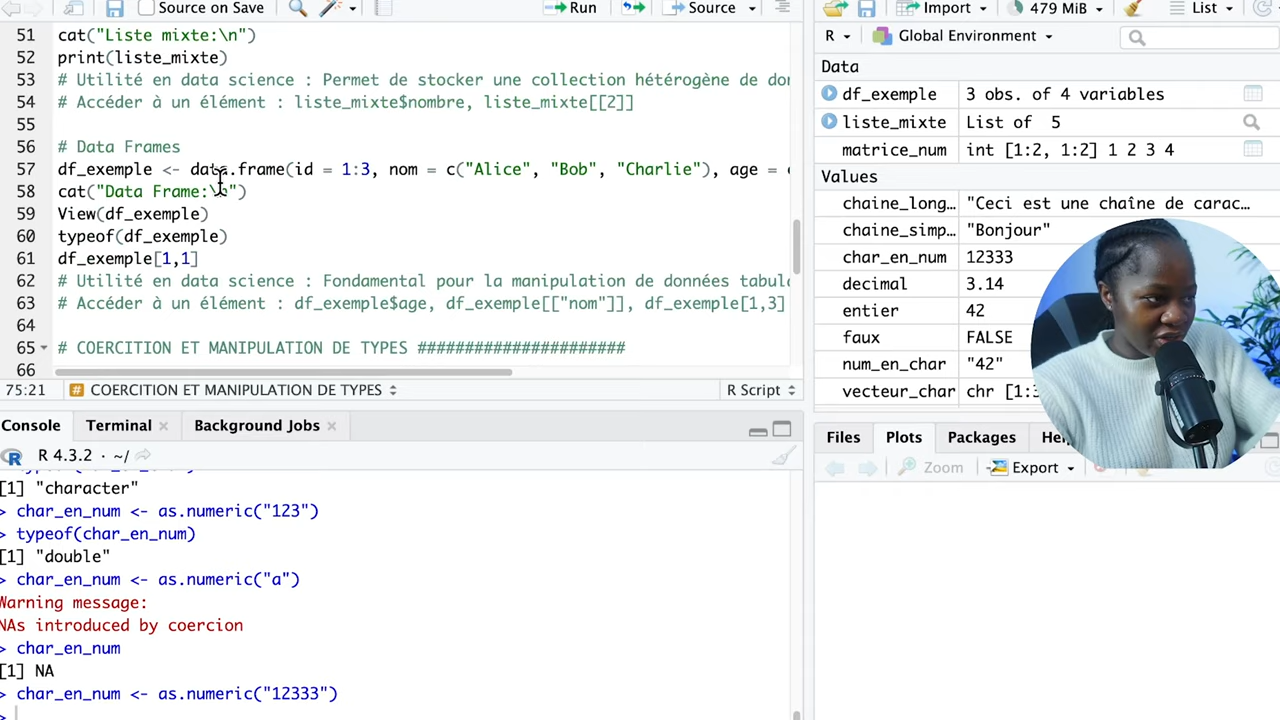 Source on Save
Run
Source
51 cat("Liste mixte:\n")
52 print(liste_mixte)
53 # Utilité en data science : Permet de stocker une collection hétérogène de
54 # Accéder à un élément : liste_mixte$nombre, liste_mixte[[2]]
55
56 # Data Frames
57 df_exemple <- data.frame(id = 1:3, nom = c("Alice", "Bob", "Charlie"), age =
58 cat("Data Frame:\n")
59 View(df_exemple)
60 typeof(df_exemple)
61 df_exemple[1,1]
62 # Utilité en data science : Fondamental pour la manipulation de données
63 # Accéder à un élément : df_exemple$age, df_exemple[["nom"]], df_exemple[1,3]
64
65 # COERCITION ET MANIPULATION DE TYPES ######################
66
75:21 # COERCITION ET MANIPULATION DE TYPES
R Script
Console Terminal Background Jobs
R 4.3.2 · ~/
[1] "character"
> char_en_num <- as.numeric("123")
> typeof(char_en_num)
[1] "double"
> char_en_num <- as.numeric("a")
Warning message:
NAs introduced by coercion
> char_en_num
[1] NA
> char_en_num <- as.numeric("12333")
>
Import 479 MiB List
R Global Environment
Data
df_exemple 3 obs. of 4 variables
liste_mixte List of 5
matrice_num int [1:2, 1:2] 1 2 3 4
Values
chaine_long… "Ceci est une chaîne de carac…
chaine_simp… "Bonjour"
char_en_num 12333
decimal 3.14
entier 42
faux FALSE
num_en_char "42"
vecteur_char chr
Files Plots Packages
Zoom Export